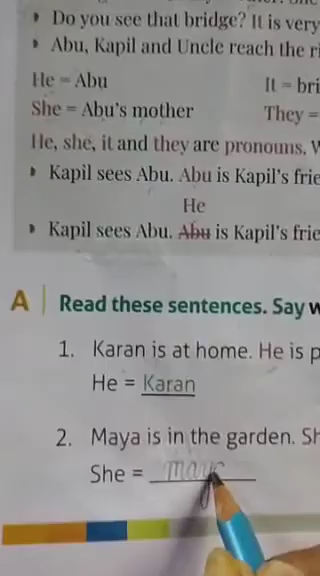 Do you see that bridge? It is very
Abu, Kapil and Uncle reach the
He = Abu
It = bri
She = Abu's mother
They =
He, she, it and they are pronouns.
Kapil sees Abu. Abu is Kapil's frie
He
Kapil sees Abu. Abu is Kapil's frie
A Read these sentences. Say
1. Karan is at home. He is p
He = Karan
2. Maya is in the garden. Sh
She = maya